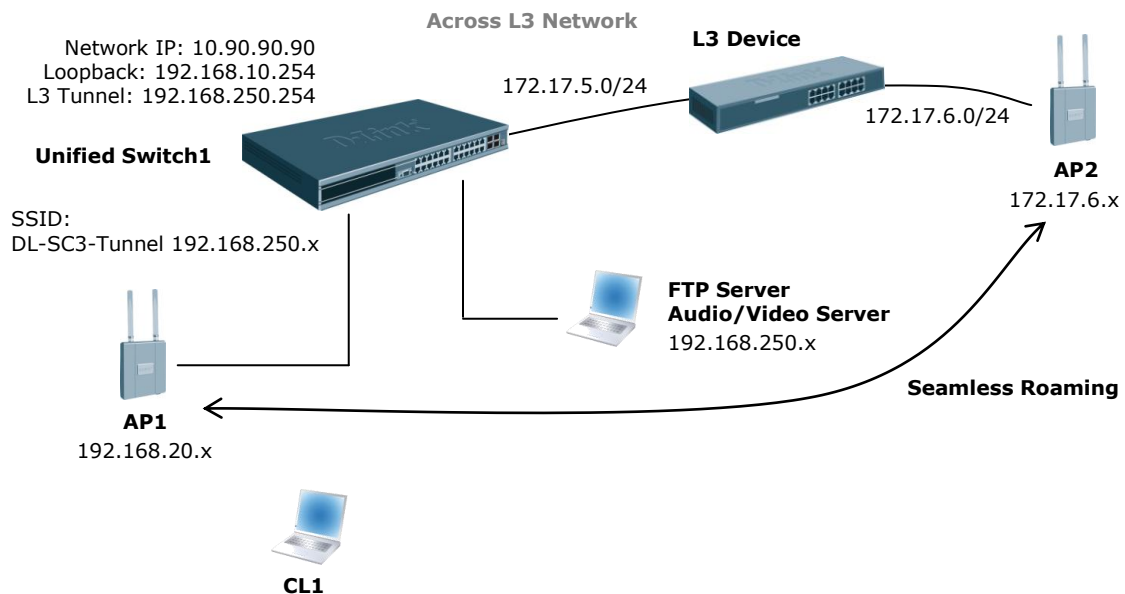 Across L3 Network
Network IP: 10.90.90.90
Loopback: 192.168.10.254
L3 Tunnel: 192.168.250.254
L3 Device
172.17.5.0/24
172.17.6.0/24
D-Link
D-Link
Unified Switch1
AP2
172.17.6.x
SSID:
DL-SC3-Tunnel 192.168.250.x
FTP Server
Audio/Video Server
192.168.250.x
Seamless Roaming
AP1
192.168.20.x
CL1